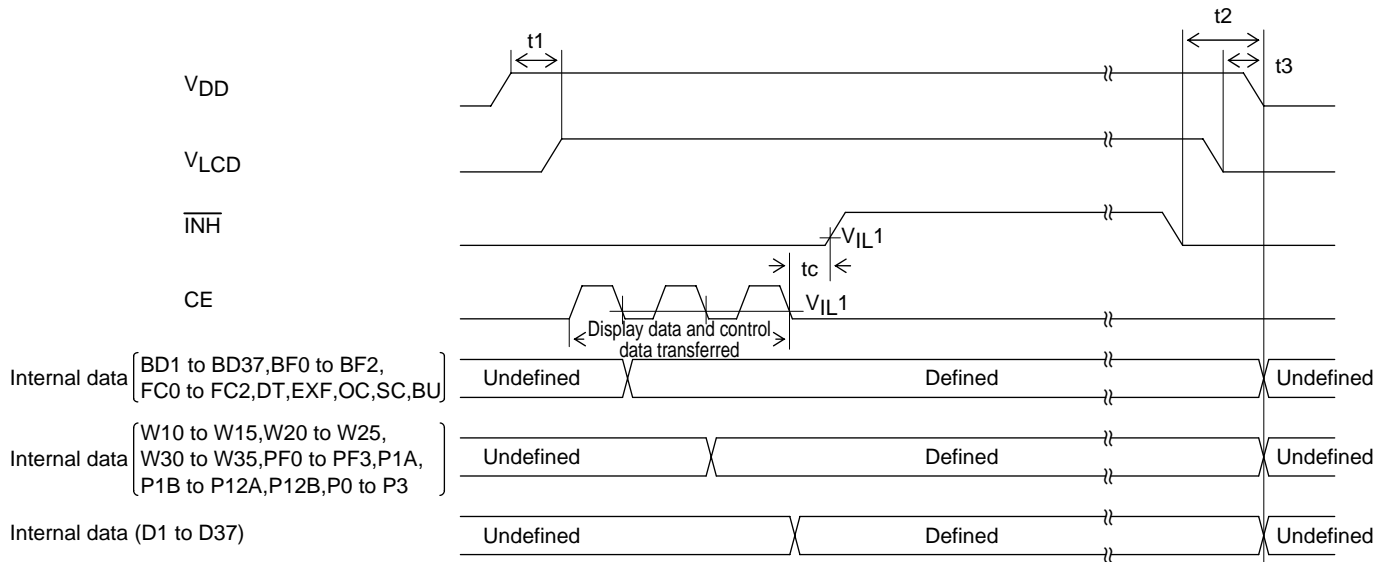 t2
t1
t3
VDD
VLCD
INH
VIL1
tc
CE
VIL1
Display data and control
data transferred
Internal data
BD1 to BD37,BF0 to BF2,
FC0 to FC2,DT,EXF,OC,SC,BU
Undefined
Defined
Undefined
Internal data
W10 to W15,W20 to W25,
W30 to W35,PF0 to PF3,P1A,
P1B to P12A,P12B,P0 to P3
Undefined
Defined
Undefined
Internal data (D1 to D37)
Undefined
Defined
Undefined